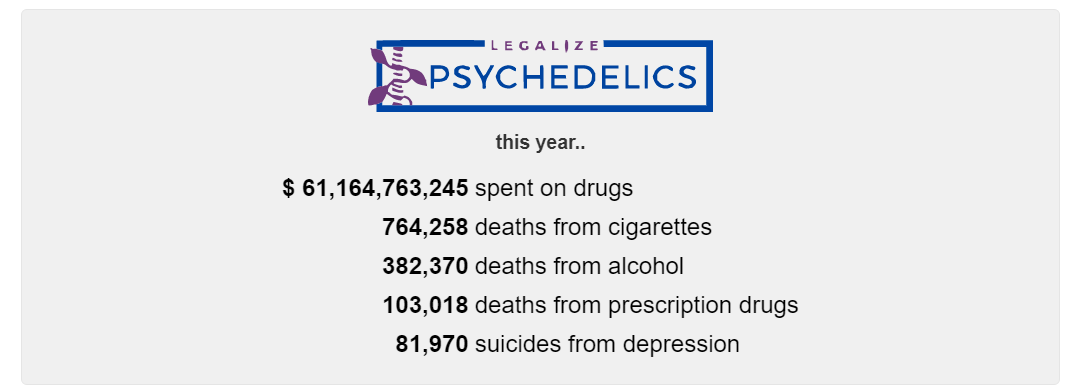 LEGALIZE
PSYCHEDELICS
this year..
$ 61,164,763,245 spent on drugs
764,258 deaths from cigarettes
382,370 deaths from alcohol
103,018 deaths from prescription drugs
81,970 suicides from depression